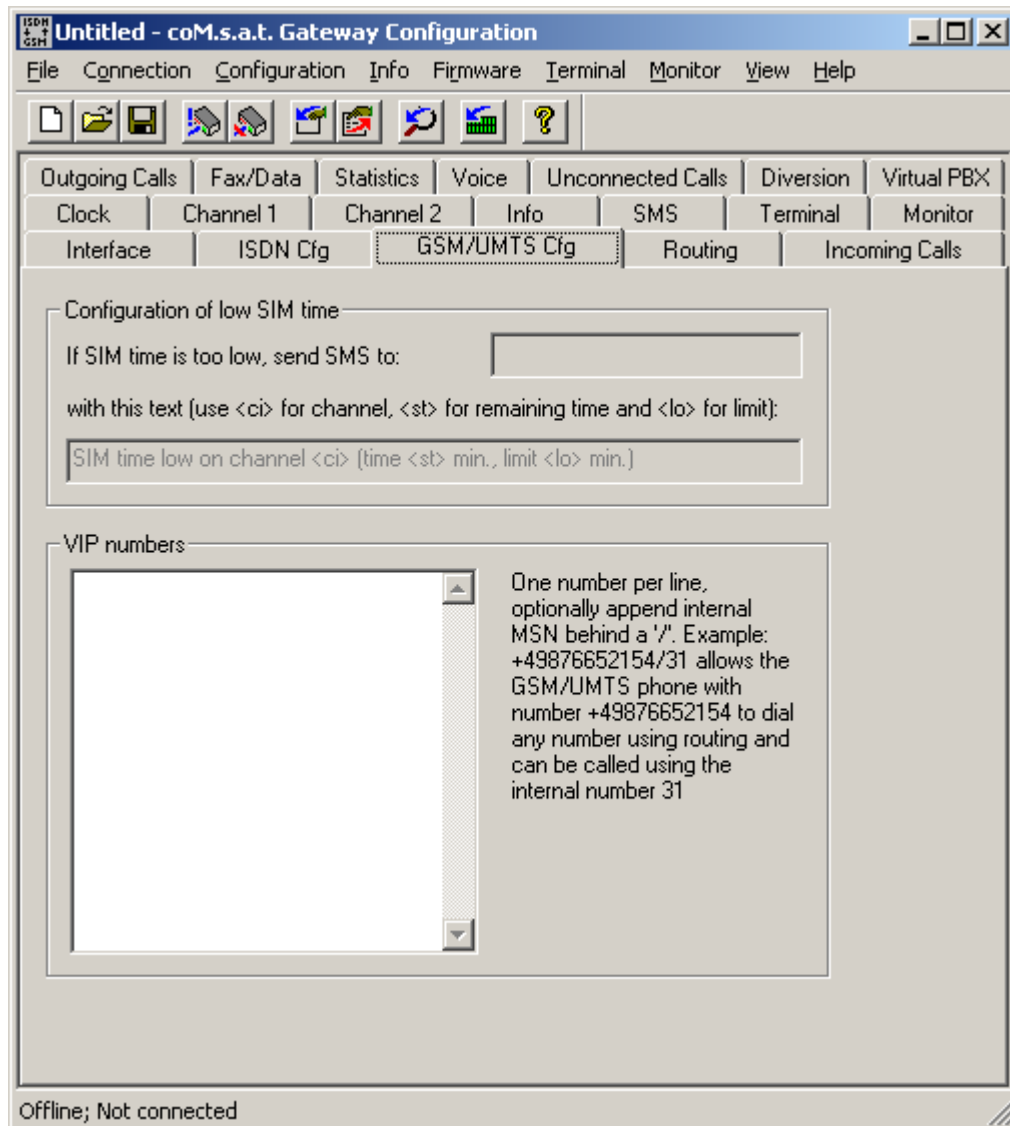 ISDN
GSM
Untitled - coM.s.a.t. Gateway Configuration
File Connection Configuration Info Firmware Terminal Monitor View Help
Outgoing Calls Fax/Data Statistics Voice Unconnected Calls Diversion Virtual PBX
Clock Channel 1 Channel 2 Info SMS Terminal Monitor
Interface ISDN Cfg GSM/UMTS Cfg Routing Incoming Calls
Configuration of low SIM time
If SIM time is too low, send SMS to:
with this text (use <ci> for channel, <st> for remaining time and <lo> for limit):
SIM time low on channel <ci> (time <st> min., limit <lo> min.)
VIP numbers
One number per line,
optionally append internal
MSN behind a '/'. Example:
+49876652154/31 allows the
GSM/UMTS phone with
number +49876652154 to dial
any number using routing and
can be called using the
internal number 31
Offline; Not connected